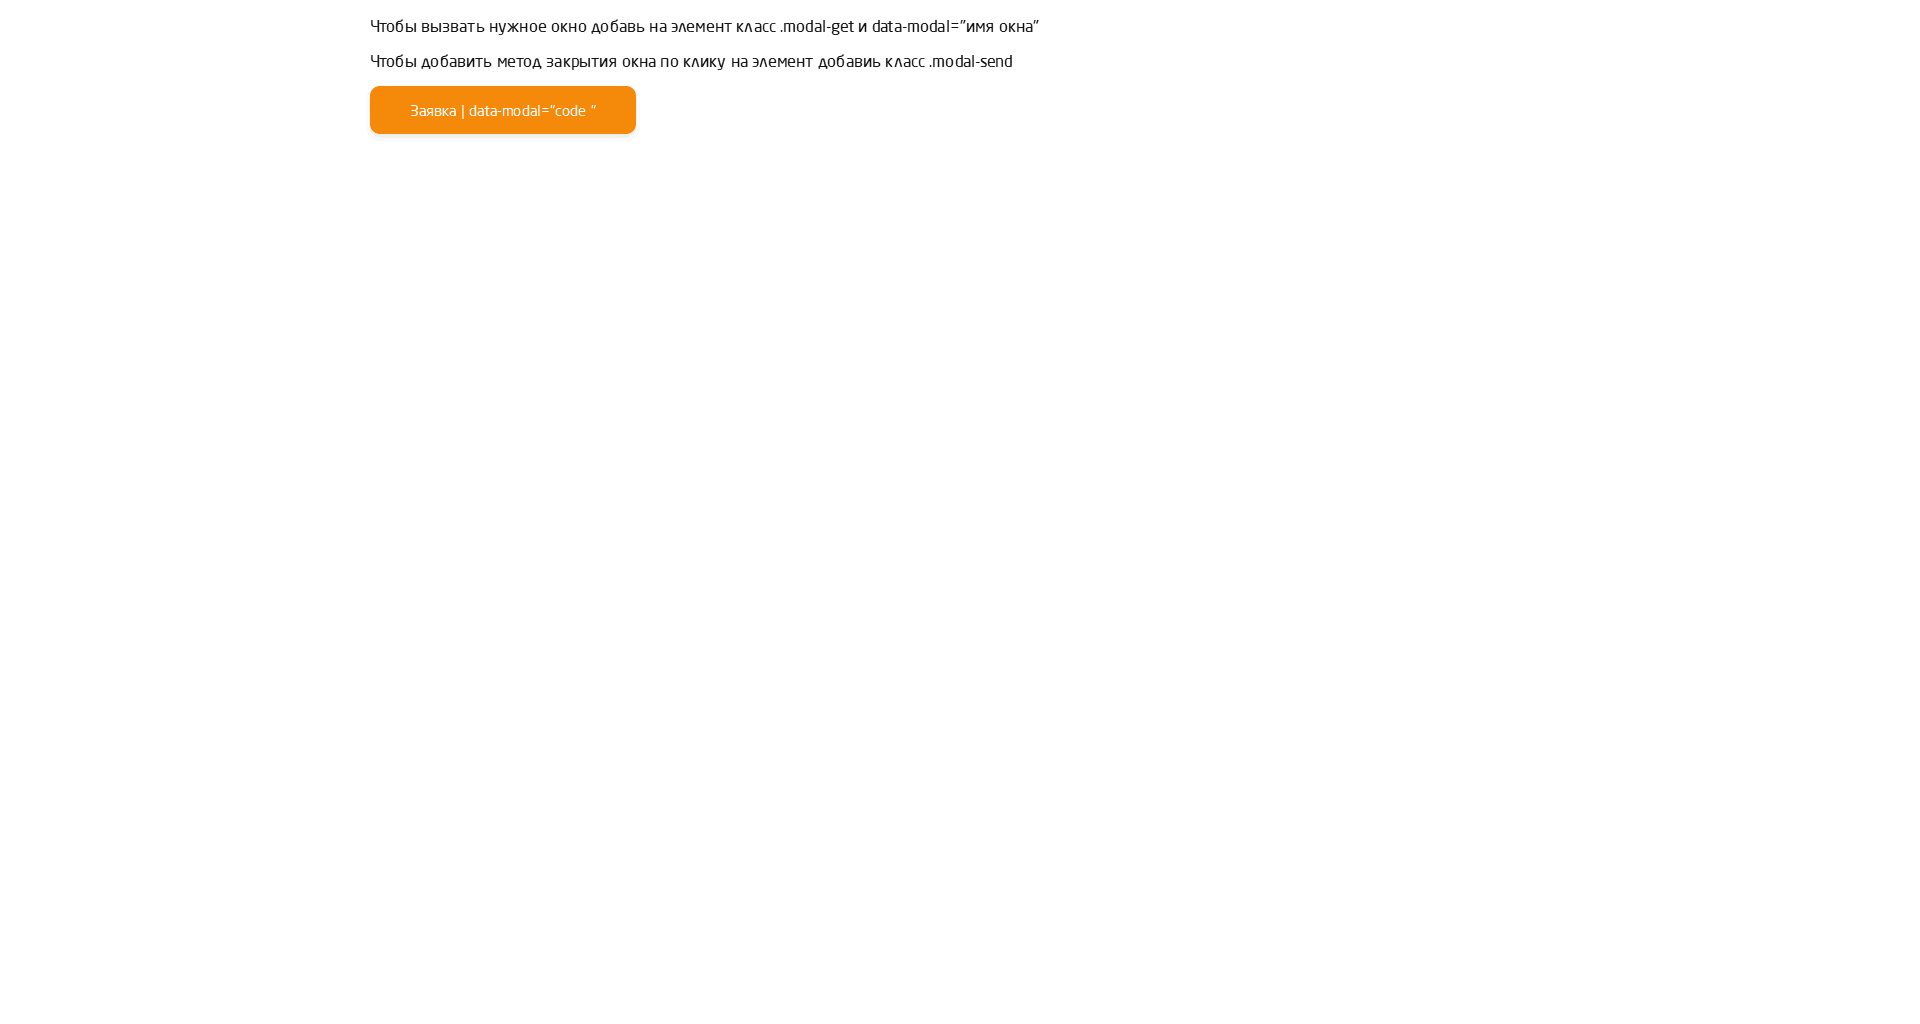 Чтобы вызвать нужное окно добавь на элемент класс .modal-get и data-modal="имя окна"
Чтобы добавить метод закрытия окна по клику на элемент добавиь класс .modal-send
Заявка | data-modal="code "